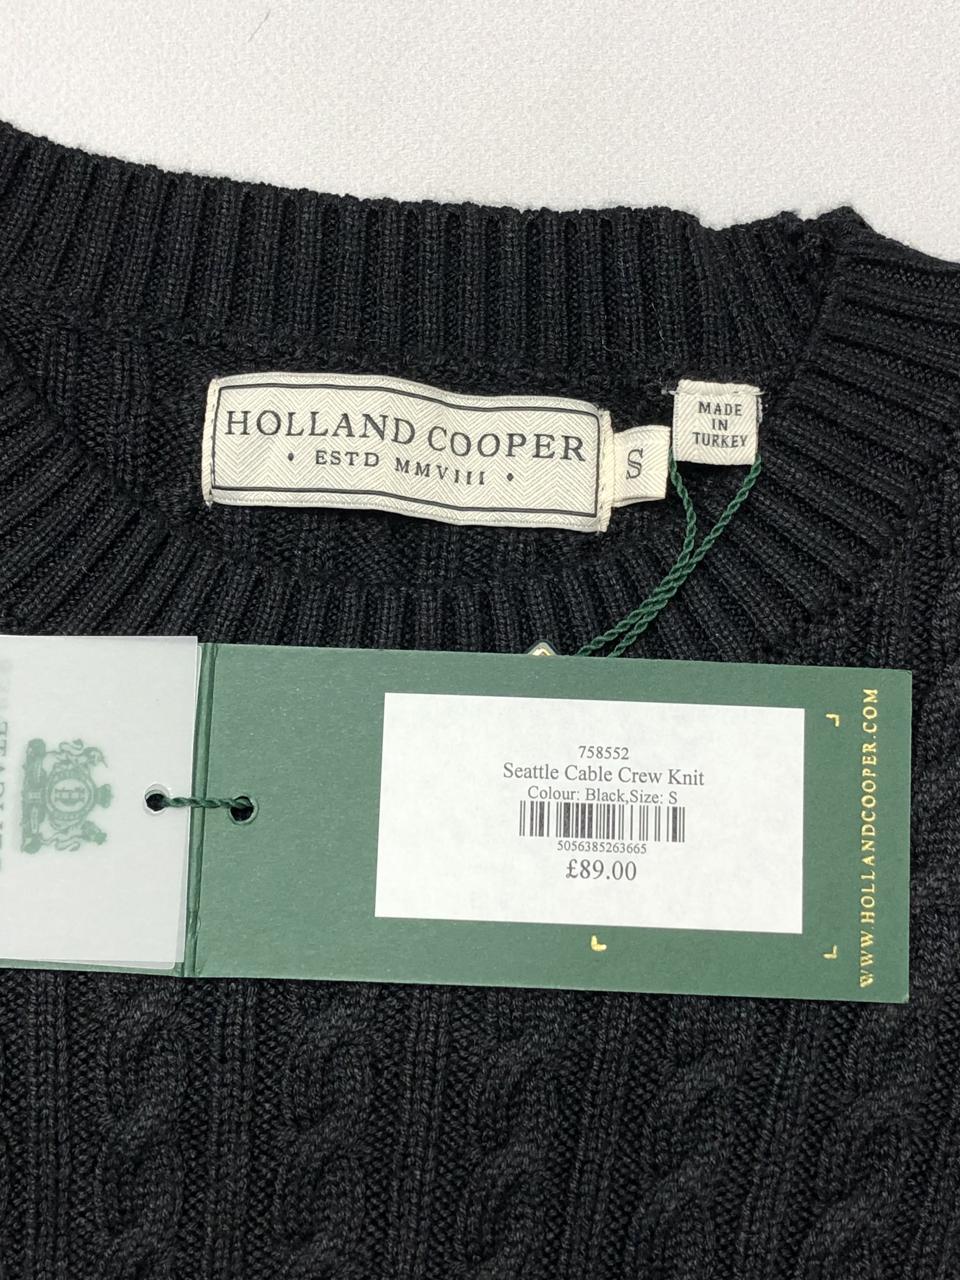 HOLLAND COOPER
• ESTD MMVIII •
S
MADE
IN
TURKEY
758552
Seattle Cable Crew Knit
Colour: Black,Size: S
5056385263665
£89.00
WWW.HOLLANDCOOPER.COM